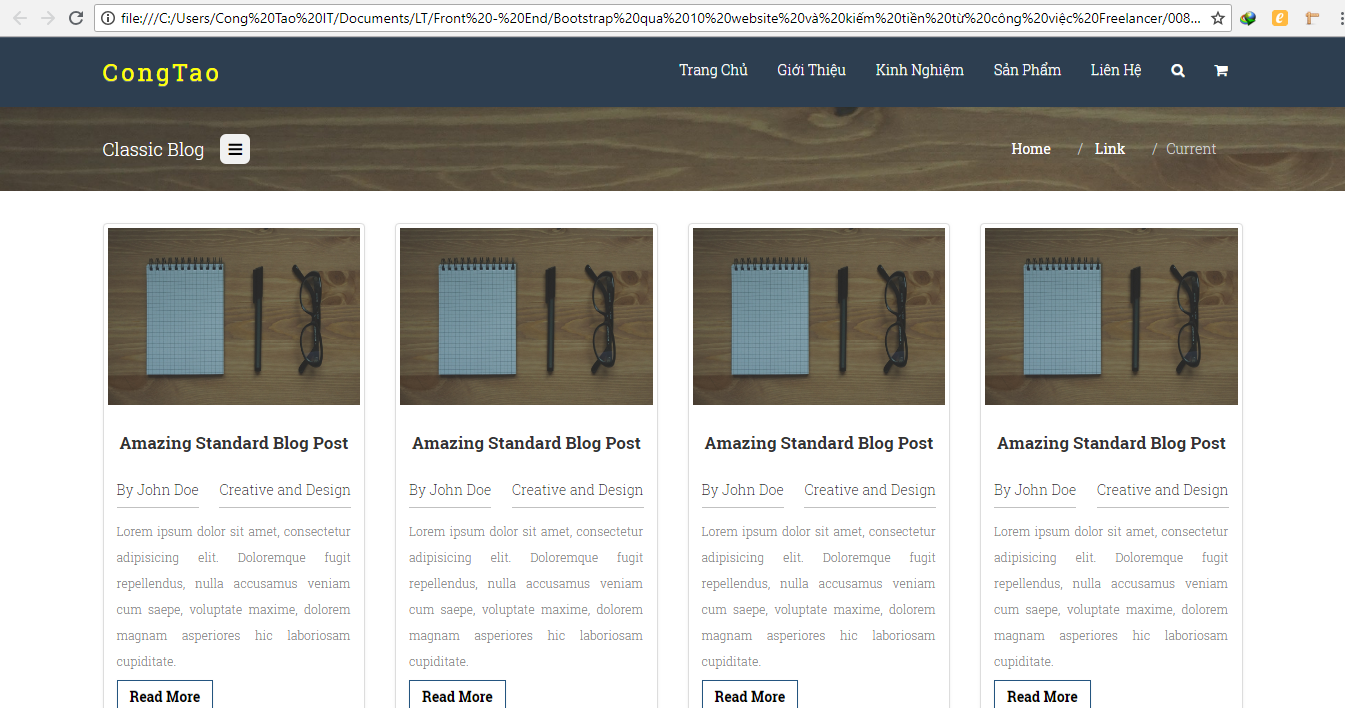 file:///C:/Users/Cong%20Tao%20IT/Documents/LT/Front%20-%20End/Bootstrap%20qua%2010%20website%20và%20kiếm%20tiền%20từ%20công%20việc%20Freelancer/008...
CongTao
Trang Chủ Giới Thiệu Kinh Nghiệm Sản Phẩm Liên Hệ
Classic Blog
Home / Link / Current
Amazing Standard Blog Post
By John Doe Creative and Design
Lorem ipsum dolor sit amet, consectetur
adipisicing elit. Doloremque fugit
repellendus, nulla accusamus veniam
cum saepe, voluptate maxime, dolorem
magnam asperiores hic laboriosam
cupiditate.
Read More
Amazing Standard Blog Post
By John Doe Creative and Design
Lorem ipsum dolor sit amet, consectetur
adipisicing elit. Doloremque fugit
repellendus, nulla accusamus veniam
cum saepe, voluptate maxime, dolorem
magnam asperiores hic laboriosam
cupiditate.
Read More
Amazing Standard Blog Post
By John Doe Creative and Design
Lorem ipsum dolor sit amet, consectetur
adipisicing elit. Doloremque fugit
repellendus, nulla accusamus veniam
cum saepe, voluptate maxime, dolorem
magnam asperiores hic laboriosam
cupiditate.
Read More
Amazing Standard Blog Post
By John Doe Creative and Design
Lorem ipsum dolor sit amet, consectetur
adipisicing elit. Doloremque fugit
repellendus, nulla accusamus veniam
cum saepe, voluptate maxime, dolorem
magnam asperiores hic laboriosam
cupiditate.
Read More